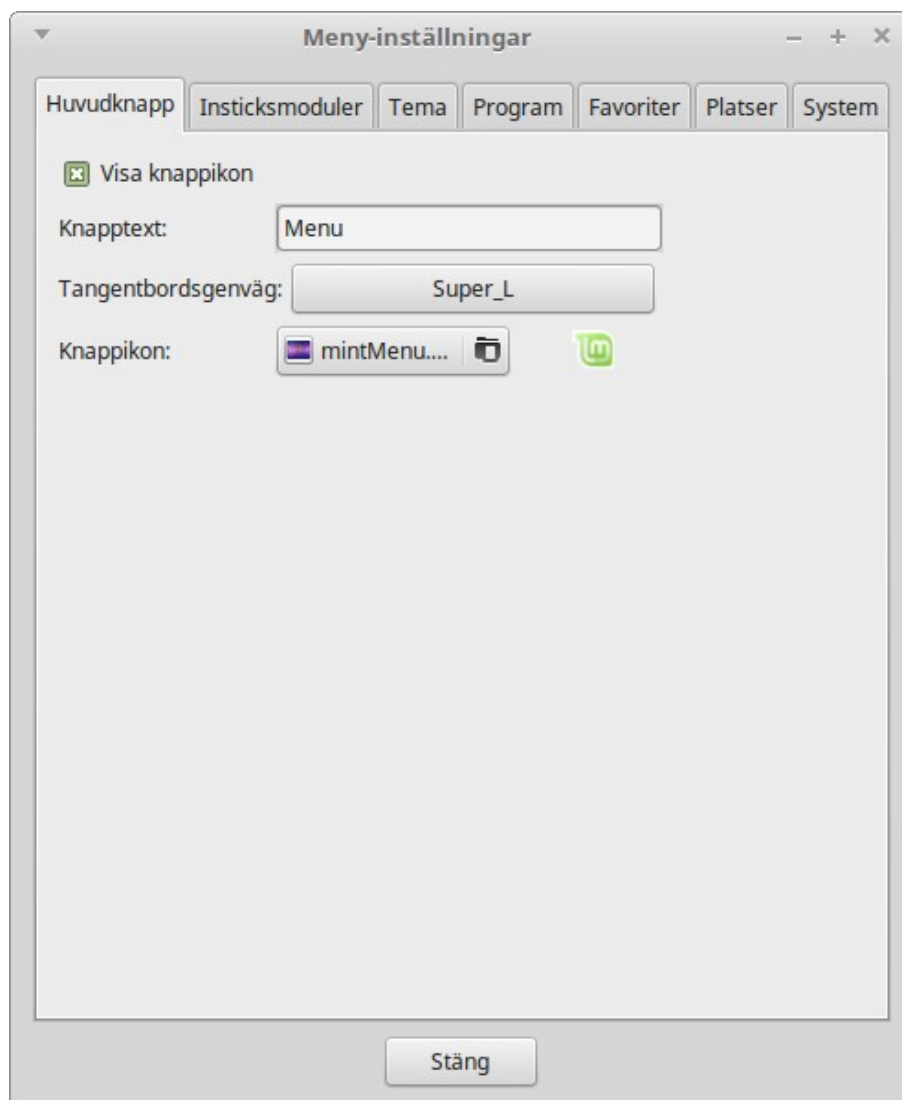 Meny-inställningar
Huvudknapp Insticksmoduler Tema Program Favoriter Platser System
Visa knappikon
Knapptext: Menu
Tangentbordsgenväg: Super_L
Knappikon: mintMenu....
Stäng